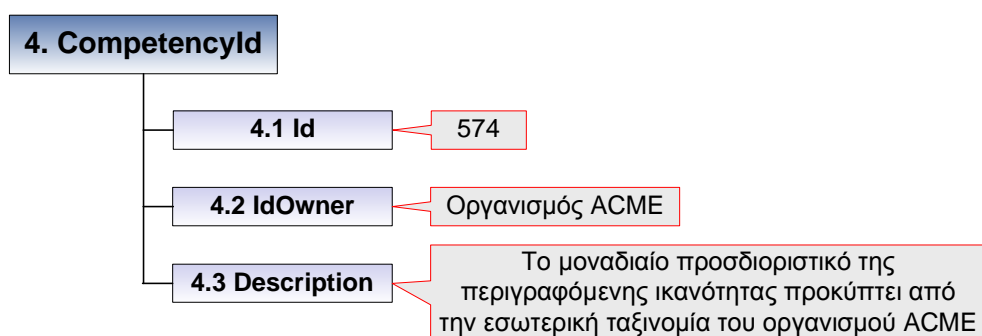 4. CompetencyId
4.1 Id
574
4.2 IdOwner
Οργανισμός ACME
4.3 Description
Το μοναδιαίο προσδιοριστικό της
περιγραφόμενης ικανότητας προκύπτει από
την εσωτερική ταξινομία του οργανισμού ACME